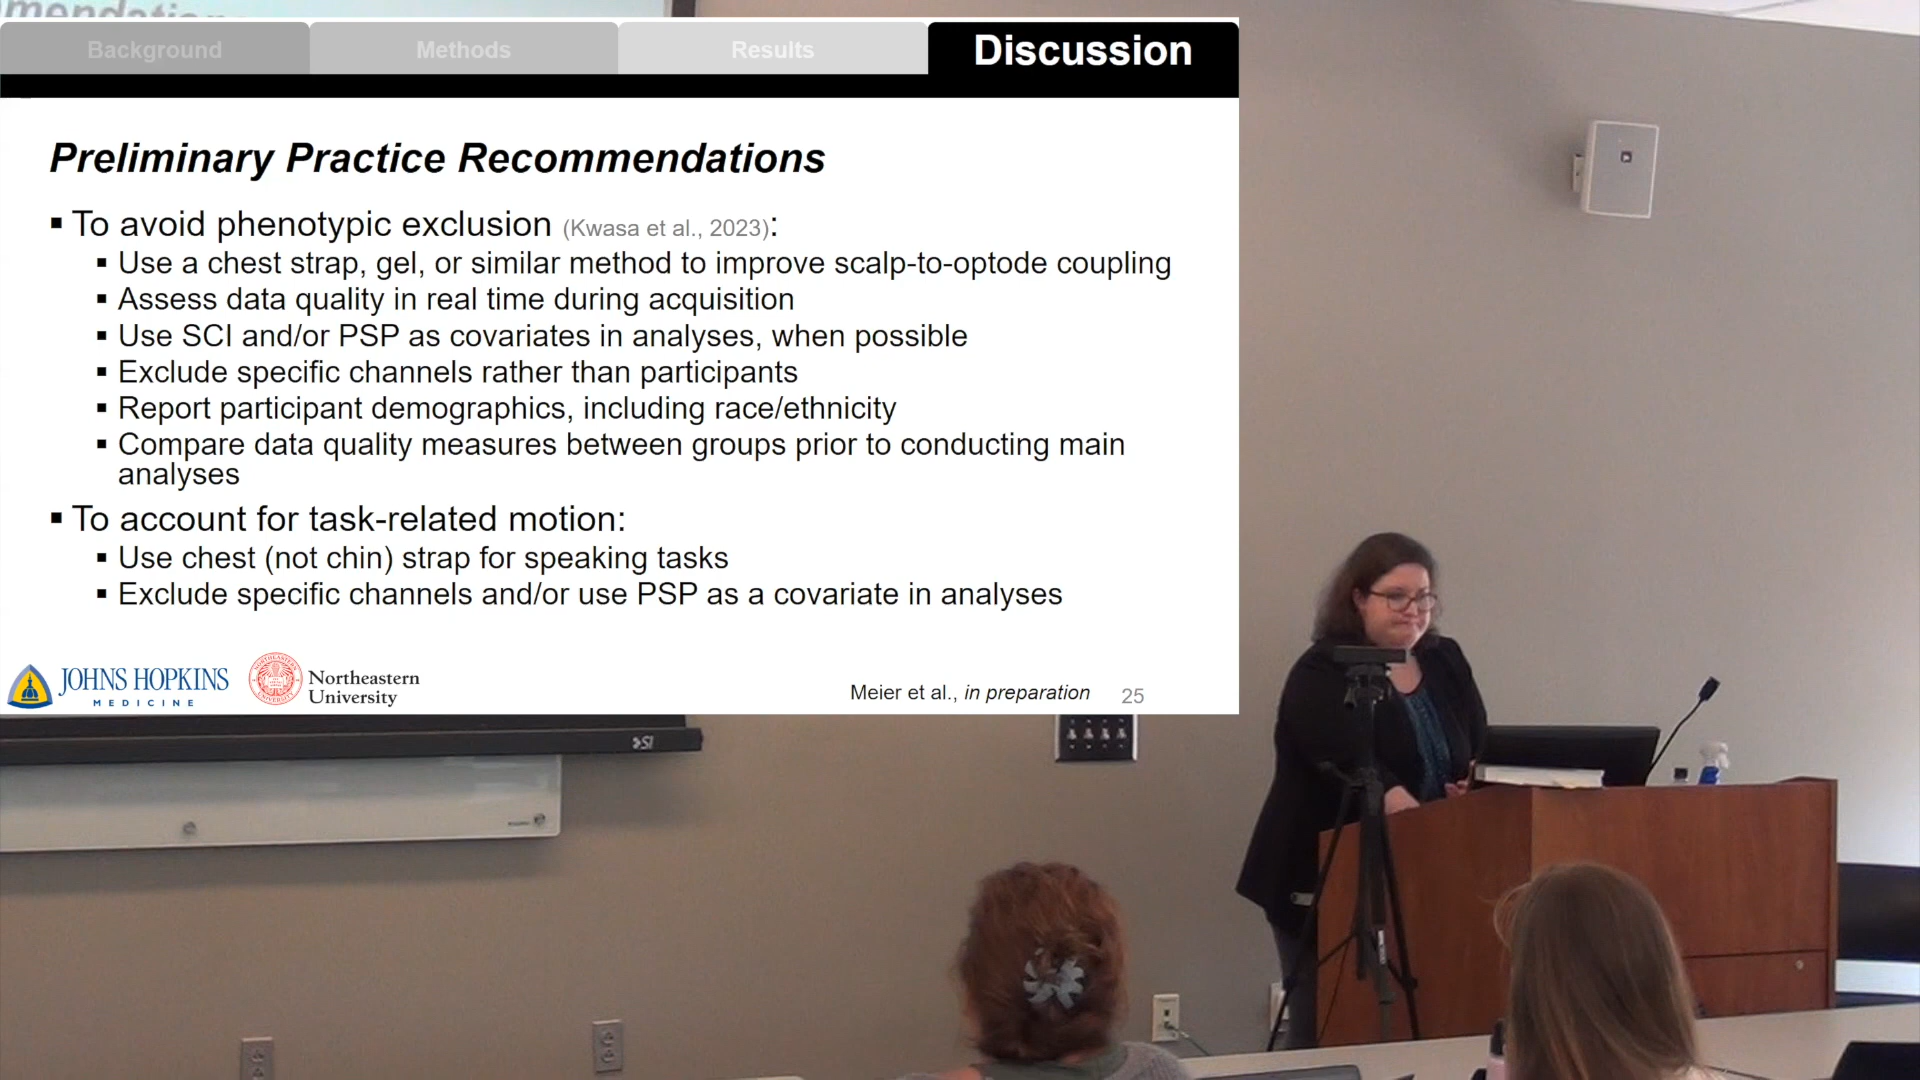 mendations
Background
Methods
Results
Discussion
Preliminary Practice Recommendations
▪ To avoid phenotypic exclusion (Kwasa et al., 2023):
▪ Use a chest strap, gel, or similar method to improve scalp-to-optode coupling
▪ Assess data quality in real time during acquisition
▪ Use SCI and/or PSP as covariates in analyses, when possible
▪ Exclude specific channels rather than participants
▪ Report participant demographics, including race/ethnicity
▪ Compare data quality measures between groups prior to conducting main
analyses
▪ To account for task-related motion:
▪ Use chest (not chin) strap for speaking tasks
▪ Exclude specific channels and/or use PSP as a covariate in analyses
JOHNS HOPKINS
MEDICINE
Northeastern
University
Meier et al., in preparation
25